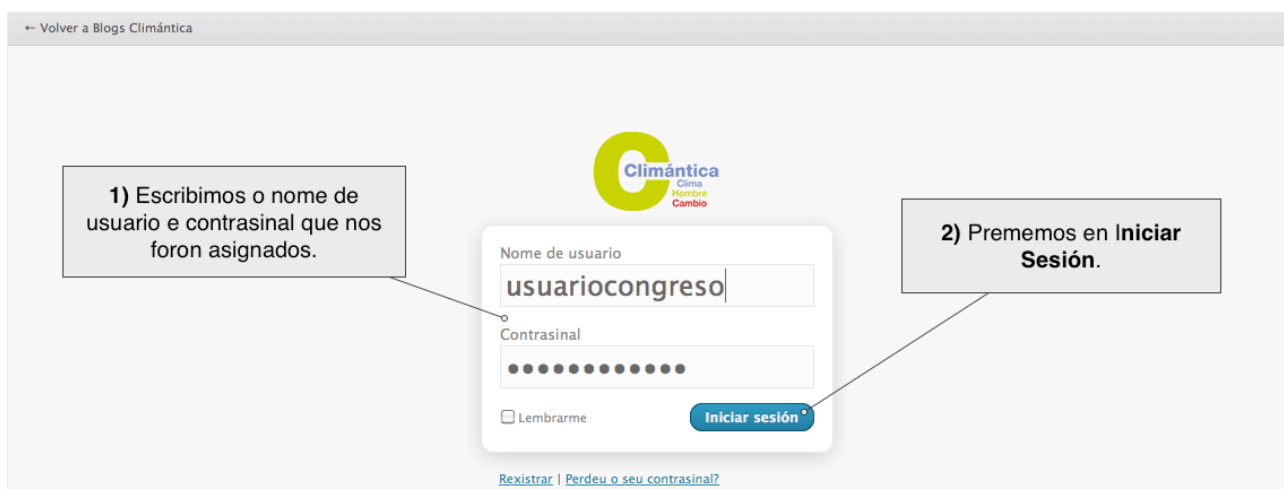 ← Volver a Blogs Climántica
Climántica
Clima
Hombre
Cambio
1) Escribimos o nome de
usuario e contrasinal que nos
foron asignados.
2) Prememos en Iniciar
Sesión.
Nome de usuario
usuariocongreso
Contrasinal
●●●●●●●●●●●●
Lembrarme
Iniciar sesión
Rexistrar | Perdeu o seu contrasinal?